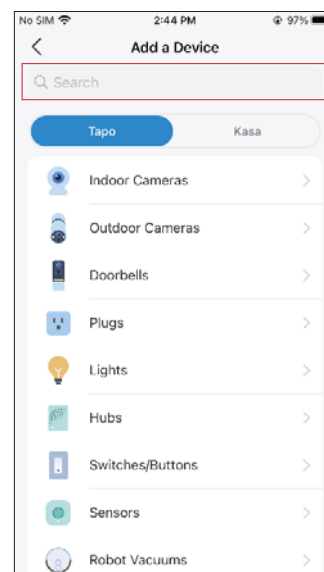 No SIM 2:44 PM 97%
Add a Device
Search
Tapo Kasa
Indoor Cameras
Outdoor Cameras
Doorbells
Plugs
Lights
Hubs
Switches/Buttons
Sensors
Robot Vacuums